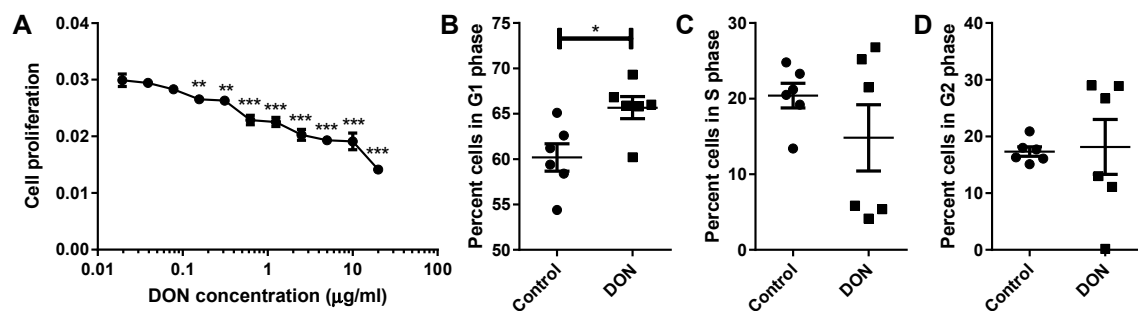 A
Cell proliferation
0.04
0.03
0.02
0.01
0.00
** ** *** *** *** *** *** ***
0.01 0.1 1 10 100
DON concentration (μg/ml)
B
Percent cells in G1 phase
75
70
65
60
55
50
*
Control DON
C
Percent cells in S phase
30
20
10
0
Control DON
D
Percent cells in G2 phase
40
30
20
10
0
Control DON